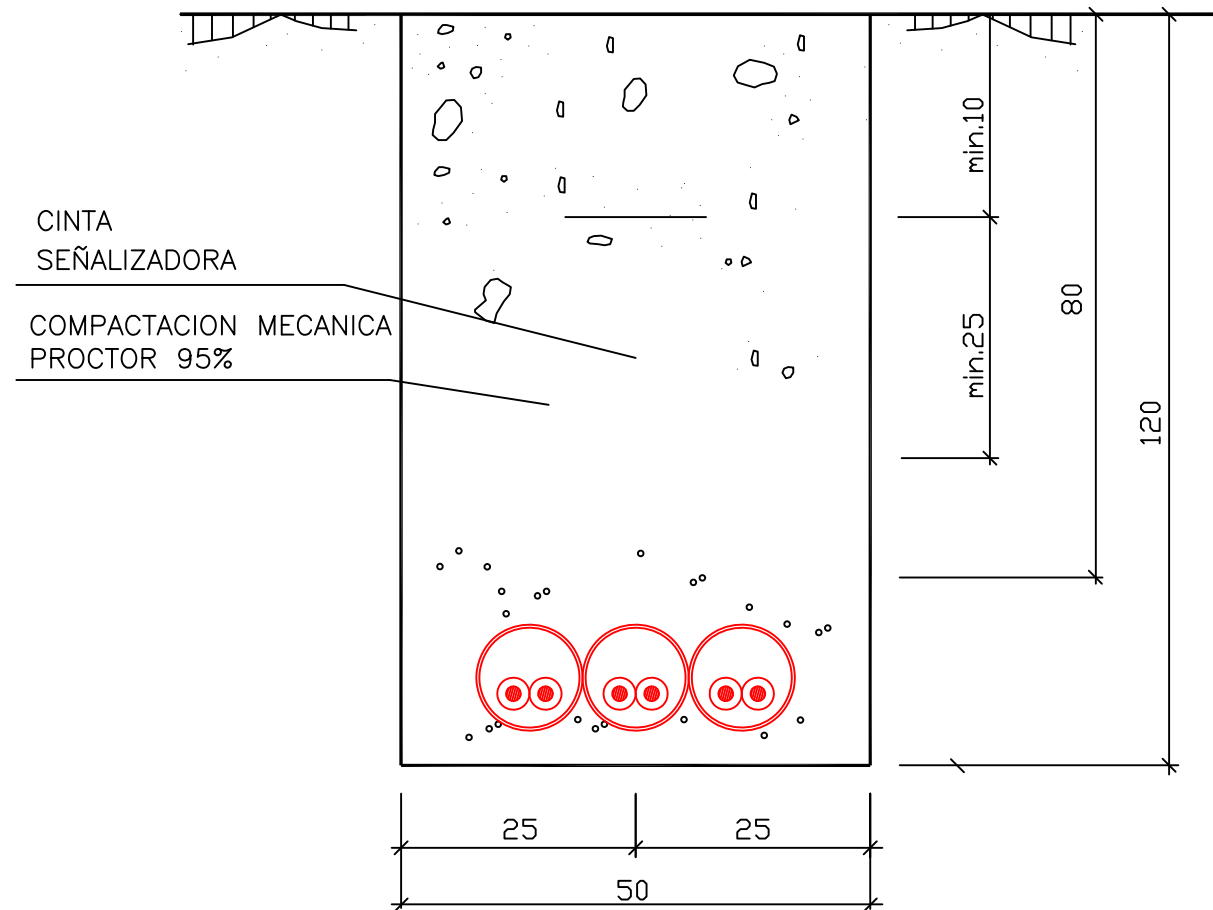 CINTA
SEÑALIZADORA
COMPACTACION MECANICA
PROCTOR 95%
min.10
min.25
80
120
25
25
50